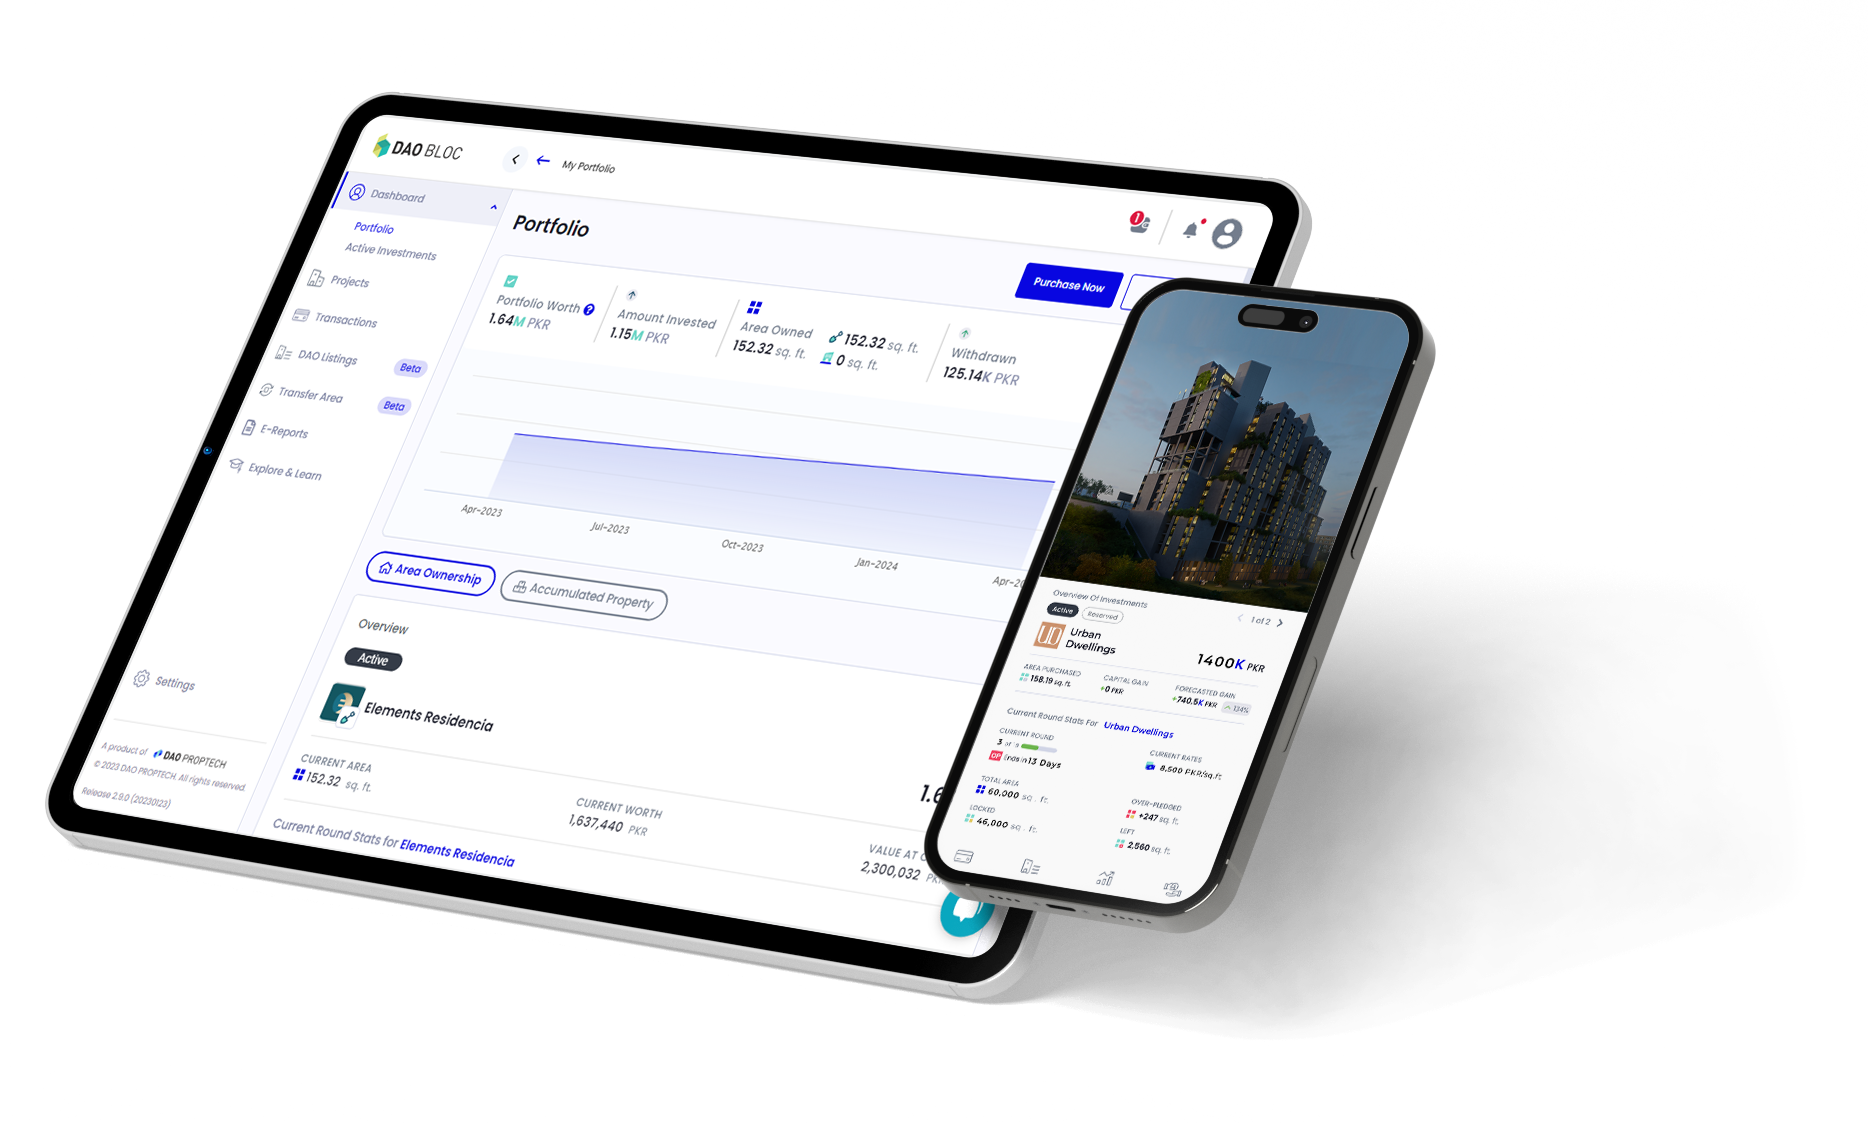 DAO BLOC
My Portfolio
Dashboard
Portfolio
Active Investments
Projects
Transactions
DAO Listings
Beta
Transfer Area
Beta
E-Reports
Explore & Learn
Settings
A product of DAO PROPTECH
© 2023 DAO PROPTECH. All rights reserved.
Release 2.9.0 (20230123)
Portfolio
Purchase Now
Portfolio Worth ?
1.64M PKR
Amount Invested
1.15M PKR
Area Owned
152.32 sq. ft.
152.32 sq. ft.
0 sq. ft.
Withdrawn
125.14K PKR
Apr-2023
Jul-2023
Oct-2023
Jan-2024
Apr-20
Area Ownership
Accumulated Property
Overview
Active
Elements Residencia
CURRENT AREA
152.32 sq. ft.
CURRENT WORTH
1,637,440 PKR
1.6
VALUE AT
2,300,032 PK
Current Round Stats for Elements Residencia
Overview Of Investments
Active
Reserved
1 of 2
UD
Urban
Dwellings
1400K PKR
AREA PURCHASED
158.19 sq. ft.
CAPITAL GAIN
+0 PKR
FORECASTED GAIN
+740.5K PKR
134%
Current Round Stats For Urban Dwellings
CURRENT ROUND
3 of 9
DP
Ends in 13 Days
CURRENT RATES
8,500 PKR/sq.ft
TOTAL AREA
60,000 sq. ft.
OVER-PLEDGED
+247 sq. ft.
LOCKED
46,000 sq. ft.
LEFT
2,560 sq. ft.